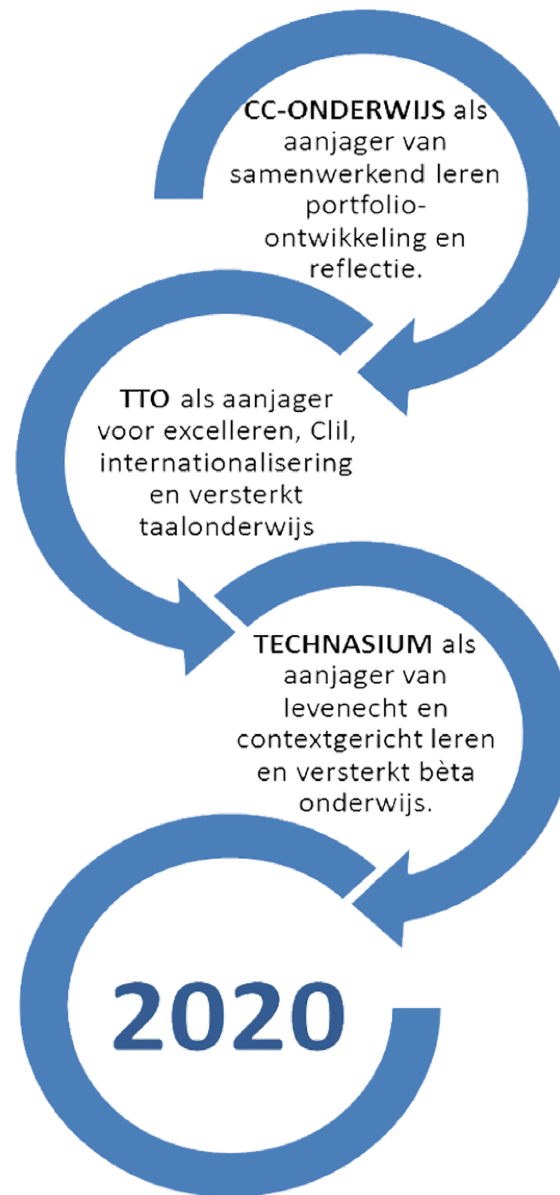 CC-ONDERWIJS als
aanjager van
samenwerkend leren
portfolio-
ontwikkeling en
reflectie.
TTO als aanjager
voor excelleren, Clil,
internationalisering
en versterkt
taalonderwijs
TECHNASIUM als
aanjager van
levenecht en
contextgericht leren
en versterkt bèta
onderwijs.
2020